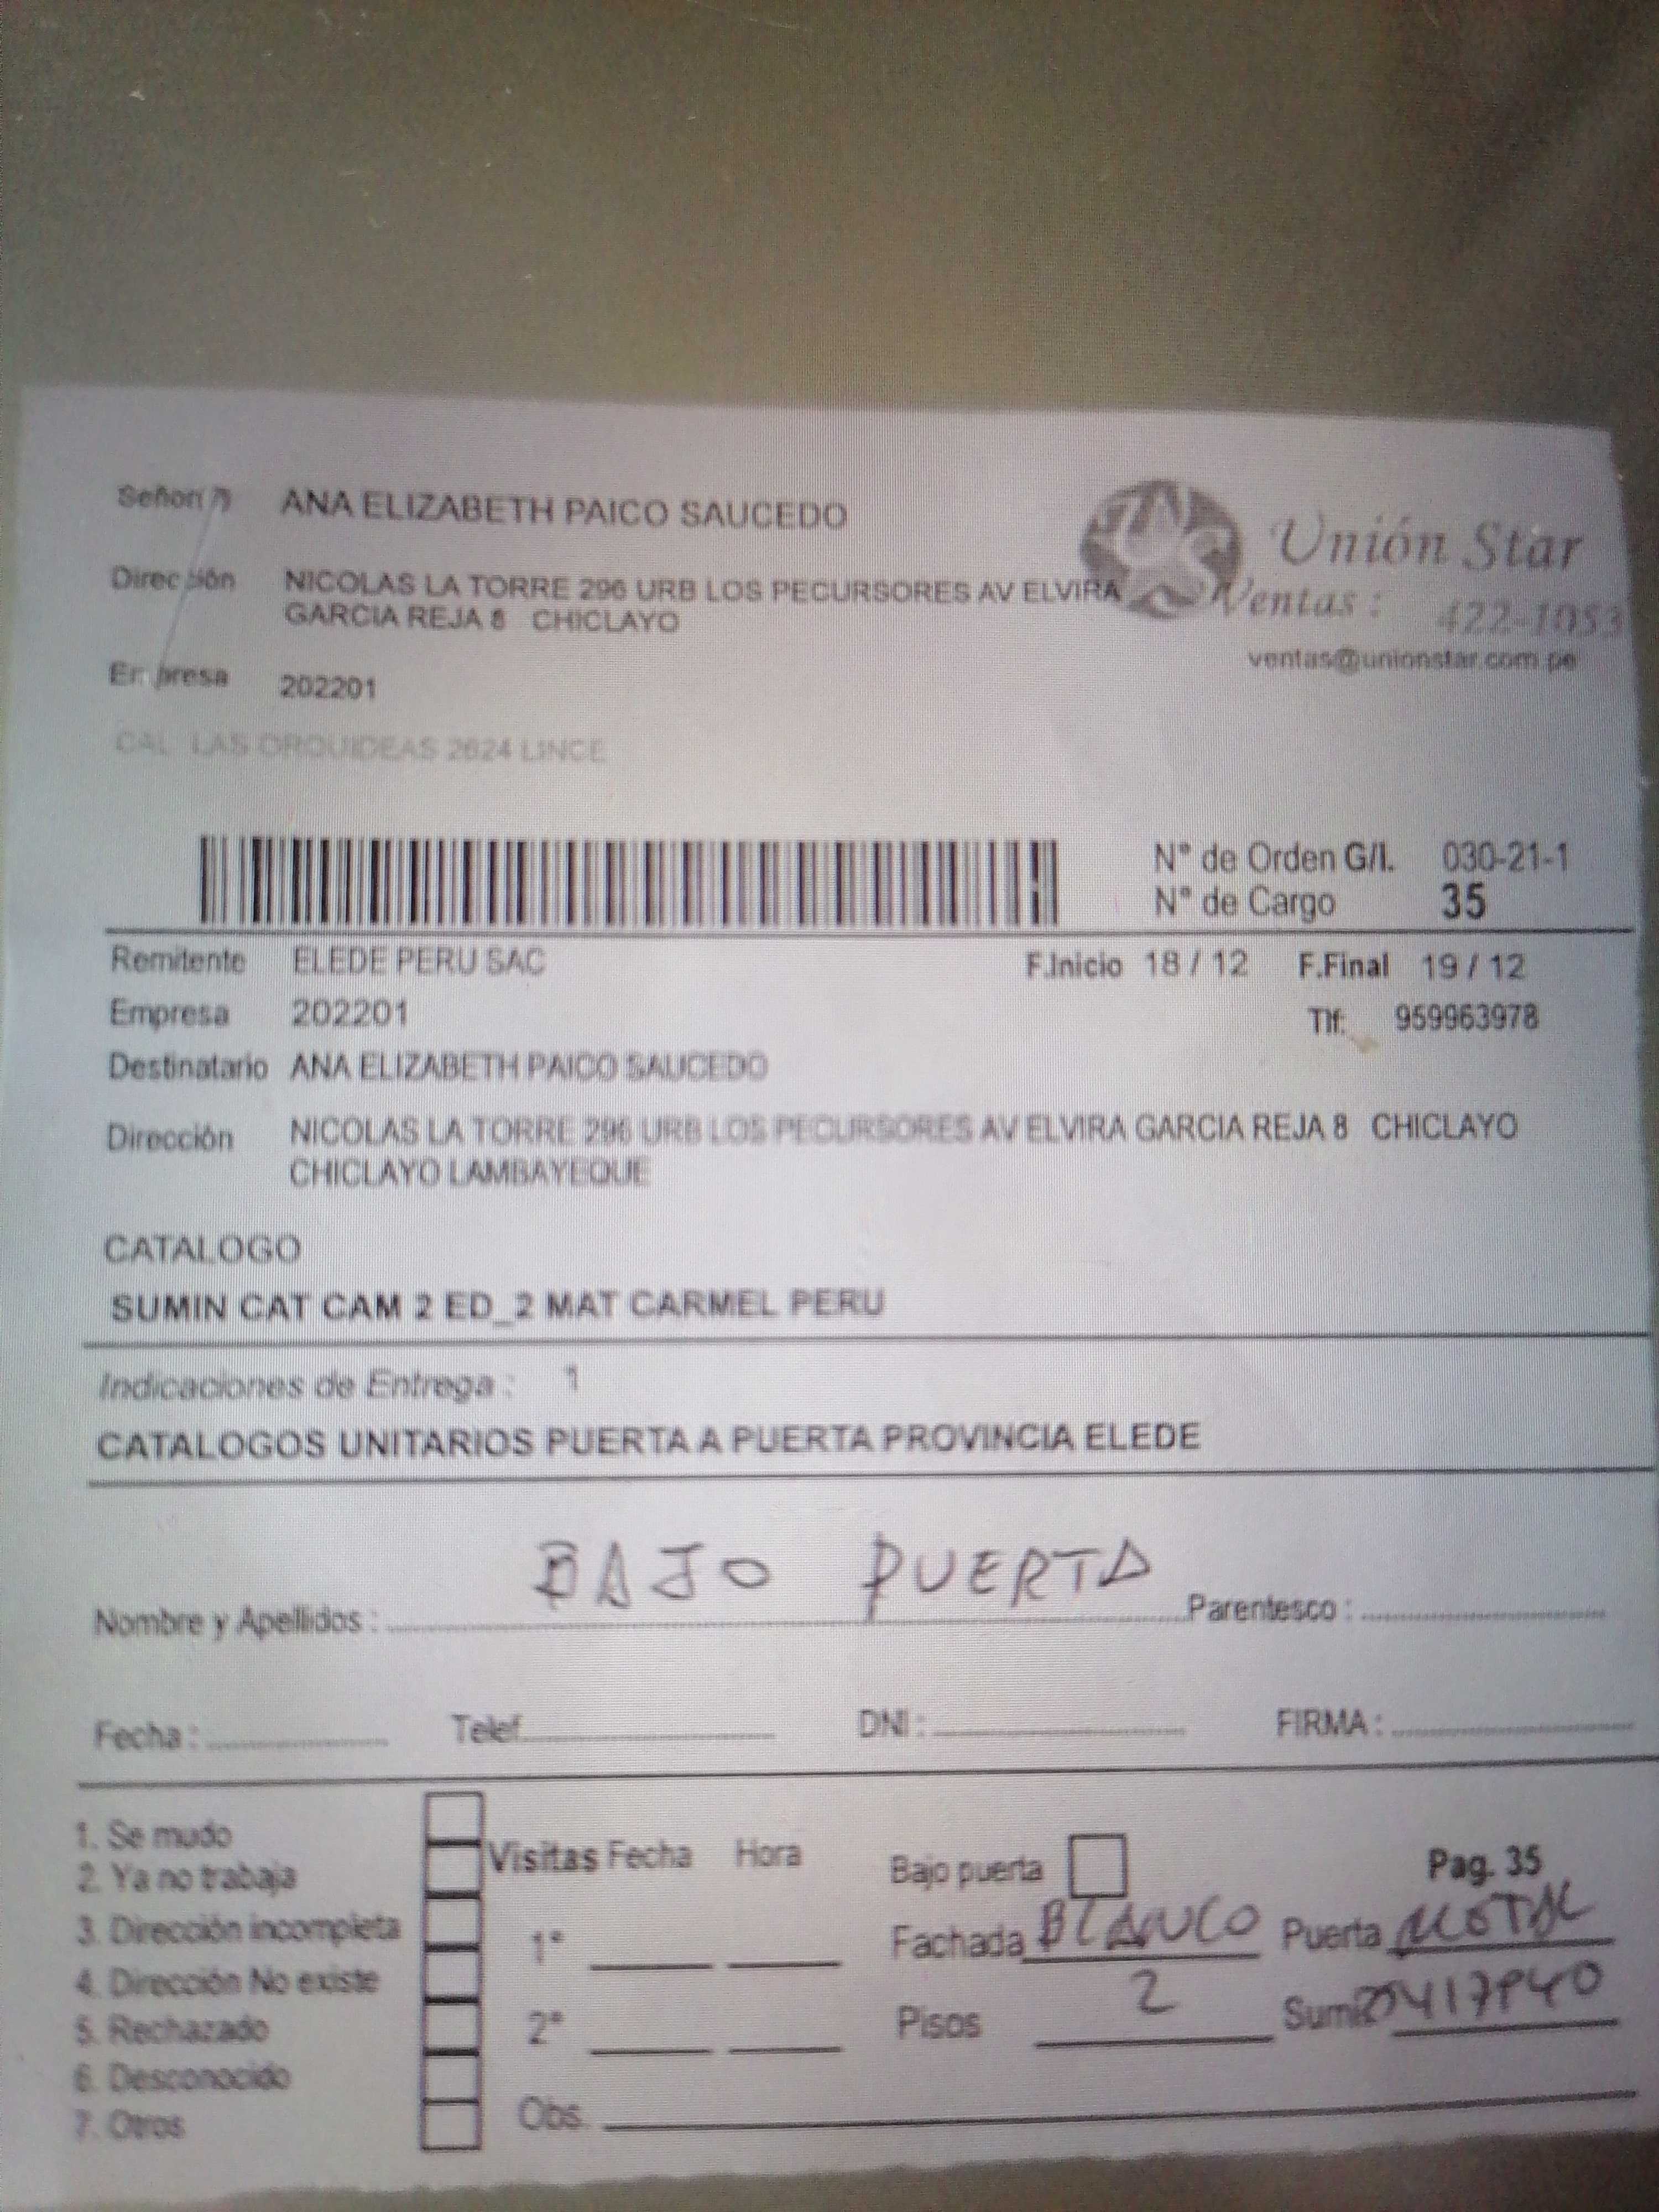 Señor(a) ANA ELIZABETH PAICO SAUCEDO
Unión Star
Dirección NICOLAS LA TORRE 296 URB LOS PECURSORES AV ELVIRA
GARCIA REJA 8 CHICLAYO
Ventas : 422-1053
ventas@unionstar.com.pe
Empresa 202201
CAL LAS ORQUIDEAS 2624 LINCE
N° de Orden G/I. 030-21-1
N° de Cargo 35
Remitente ELEDE PERU SAC F.Inicio 18 / 12 F.Final 19 / 12
Empresa 202201 Tlf: 959963978
Destinatario ANA ELIZABETH PAICO SAUCEDO
Dirección NICOLAS LA TORRE 296 URB LOS PECURSORES AV ELVIRA GARCIA REJA 8 CHICLAYO
CHICLAYO LAMBAYEQUE
CATALOGO
SUMIN CAT CAM 2 ED_2 MAT CARMEL PERU
Indicaciones de Entrega : 1
CATALOGOS UNITARIOS PUERTA A PUERTA PROVINCIA ELEDE
BAJO PUERTA
Nombre y Apellidos : Parentesco :
Fecha : Telef. DNI : FIRMA :
1. Se mudo
2. Ya no trabaja
3. Dirección incompleta
4. Dirección No existe
5. Rechazado
6. Desconocido
7. Otros
Visitas Fecha Hora
1°
2°
Obs.
Bajo puerta Pag. 35
Fachada BLANCO Puerta
Pisos 2